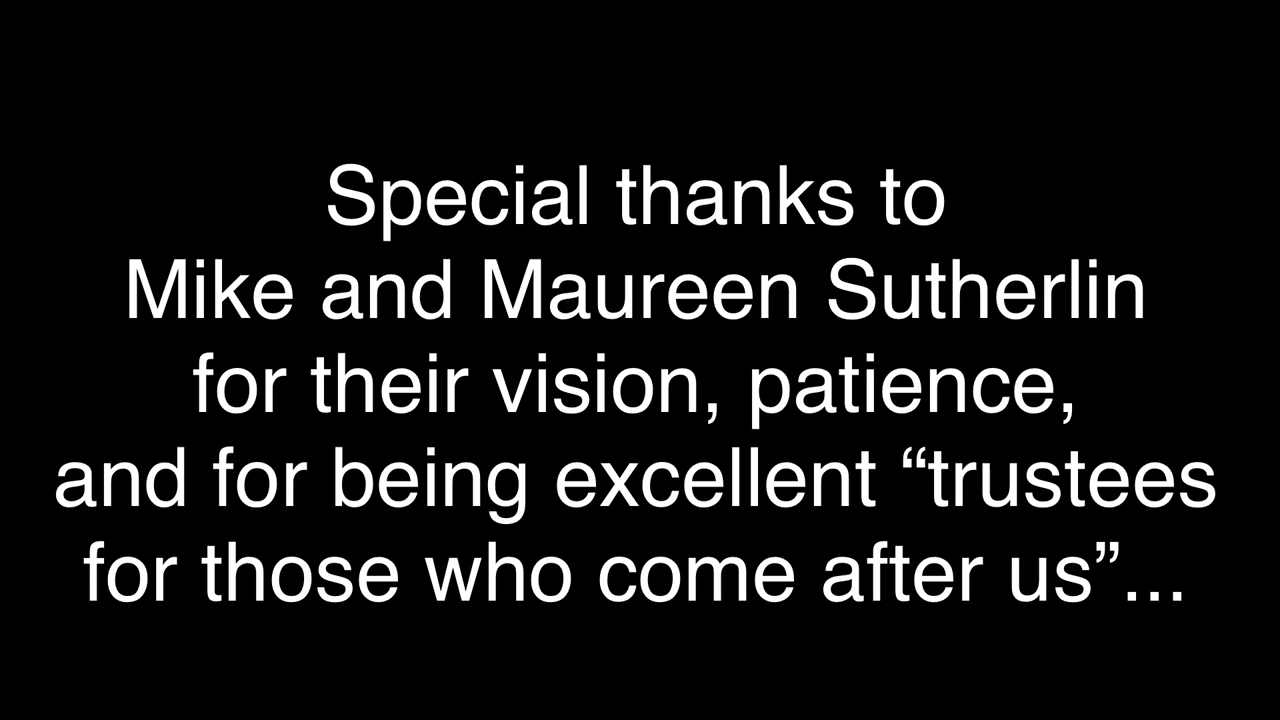 Special thanks to
Mike and Maureen Sutherlin
for their vision, patience,
and for being excellent “trustees
for those who come after us”...